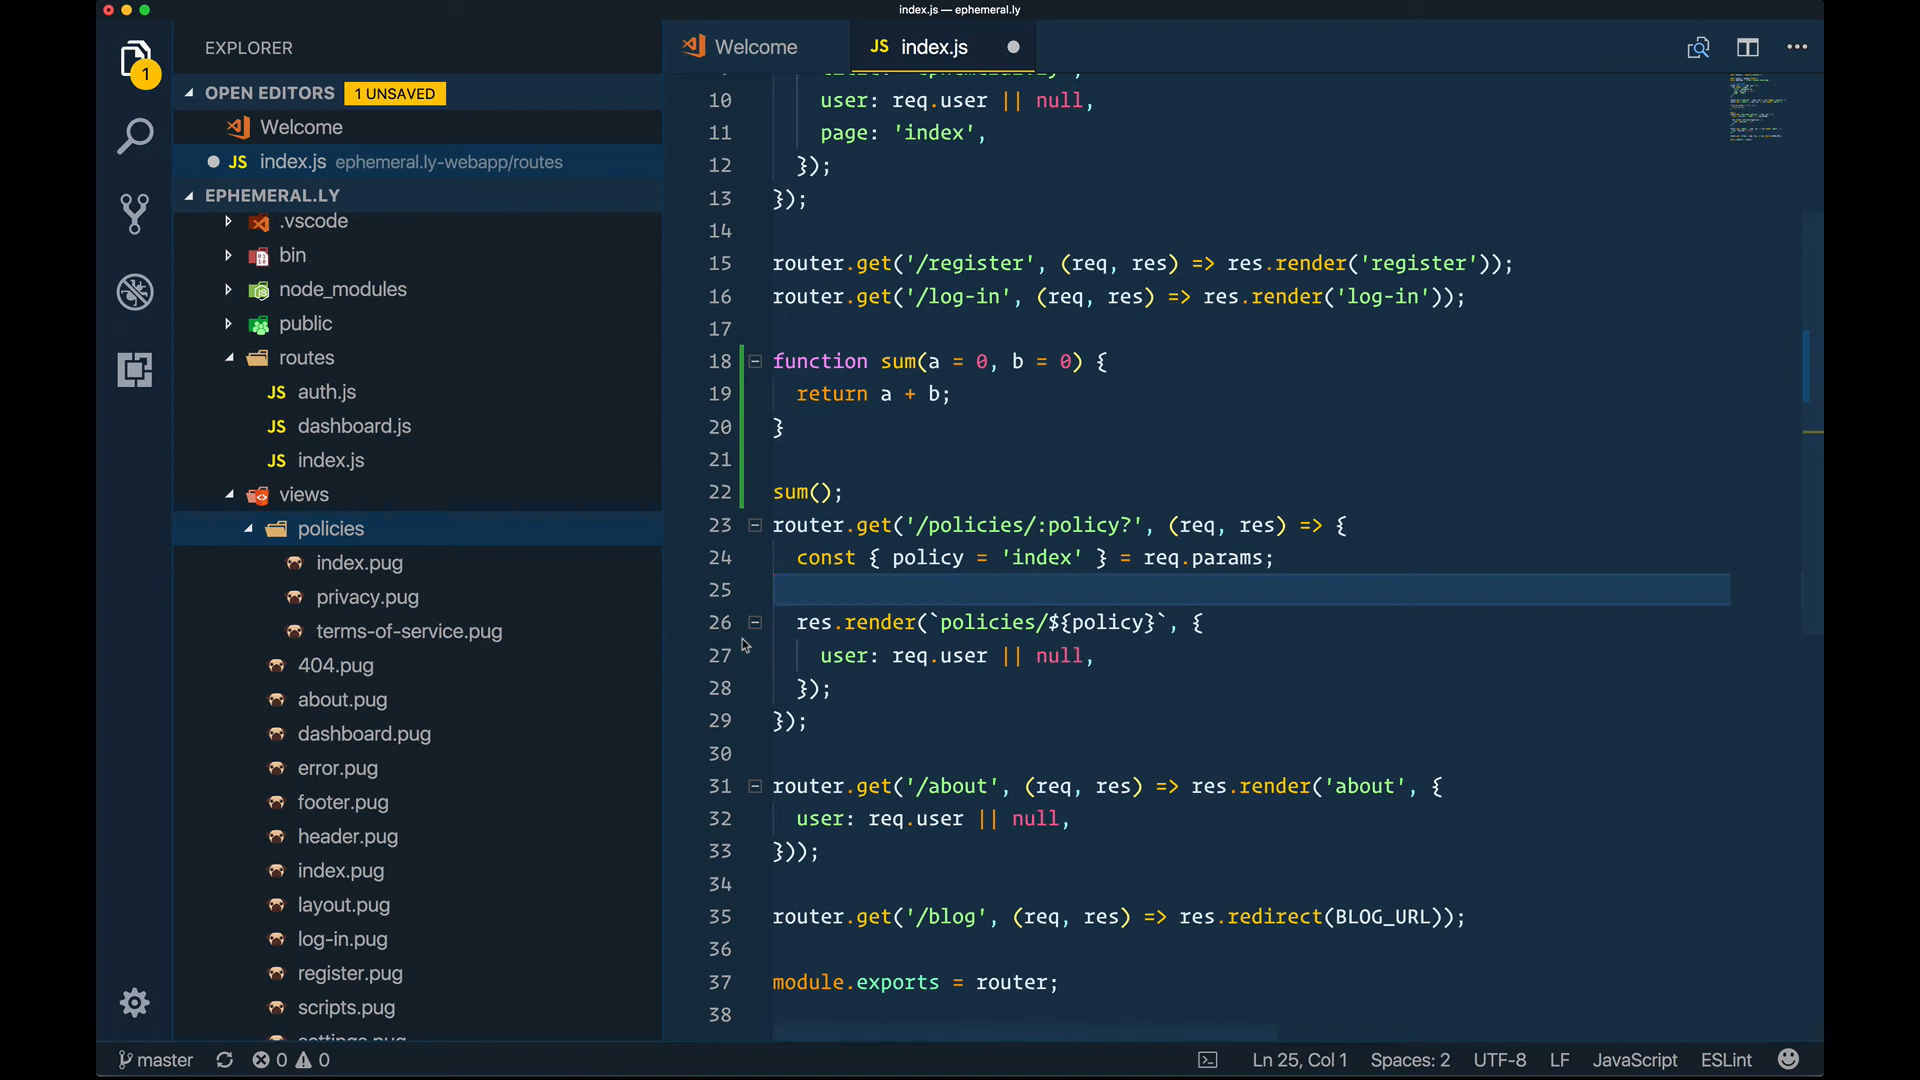 index.js — ephemeral.ly
EXPLORER
OPEN EDITORS 1 UNSAVED
Welcome
JS index.js ephemeral.ly-webapp/routes
EPHEMERAL.LY
.vscode
bin
node_modules
public
routes
JS auth.js
JS dashboard.js
JS index.js
views
policies
index.pug
privacy.pug
terms-of-service.pug
404.pug
about.pug
dashboard.pug
error.pug
footer.pug
header.pug
index.pug
layout.pug
log-in.pug
register.pug
scripts.pug
1
Welcome
JS index.js
10 user: req.user || null,
11 page: 'index',
12 });
13 });
14
15 router.get('/register', (req, res) => res.render('register'));
16 router.get('/log-in', (req, res) => res.render('log-in'));
17
18 function sum(a = 0, b = 0) {
19 return a + b;
20 }
21
22 sum();
23 router.get('/policies/:policy?', (req, res) => {
24 const { policy = 'index' } = req.params;
25
26 res.render(`policies/${policy}`, {
27 user: req.user || null,
28 });
29 });
30
31 router.get('/about', (req, res) => res.render('about', {
32 user: req.user || null,
33 }));
34
35 router.get('/blog', (req, res) => res.redirect(BLOG_URL));
36
37 module.exports = router;
38
master 0 0 Ln 25, Col 1 Spaces: 2 UTF-8 LF JavaScript ESLint